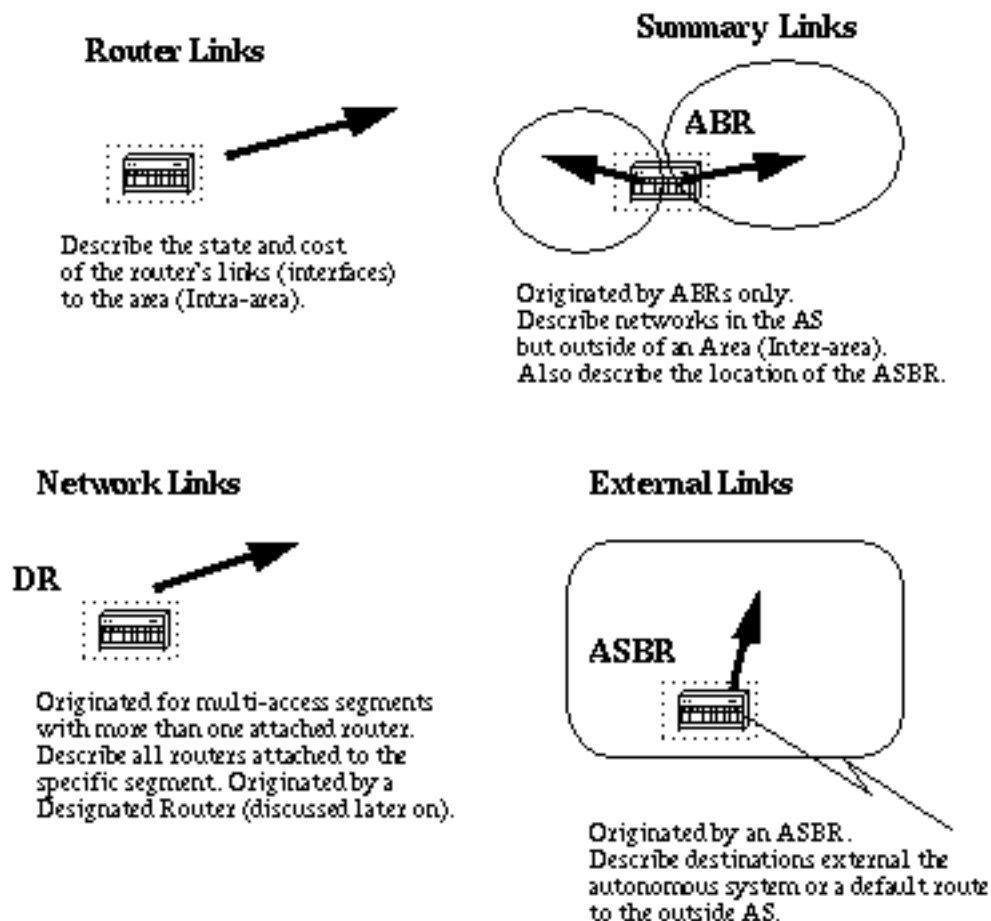 Router Links
Describe the state and cost
of the router's links (interfaces)
to the area (Intra-area).
Summary Links
ABR
Originated by ABRs only.
Describe networks in the AS
but outside of an Area (Inter-area).
Also describe the location of the ASBR.
Network Links
DR
Originated for multi-access segments
with more than one attached router.
Describe all routers attached to the
specific segment. Originated by a
Designated Router (discussed later on).
External Links
ASBR
Originated by an ASBR.
Describe destinations external the
autonomous system or a default route
to the outside AS.